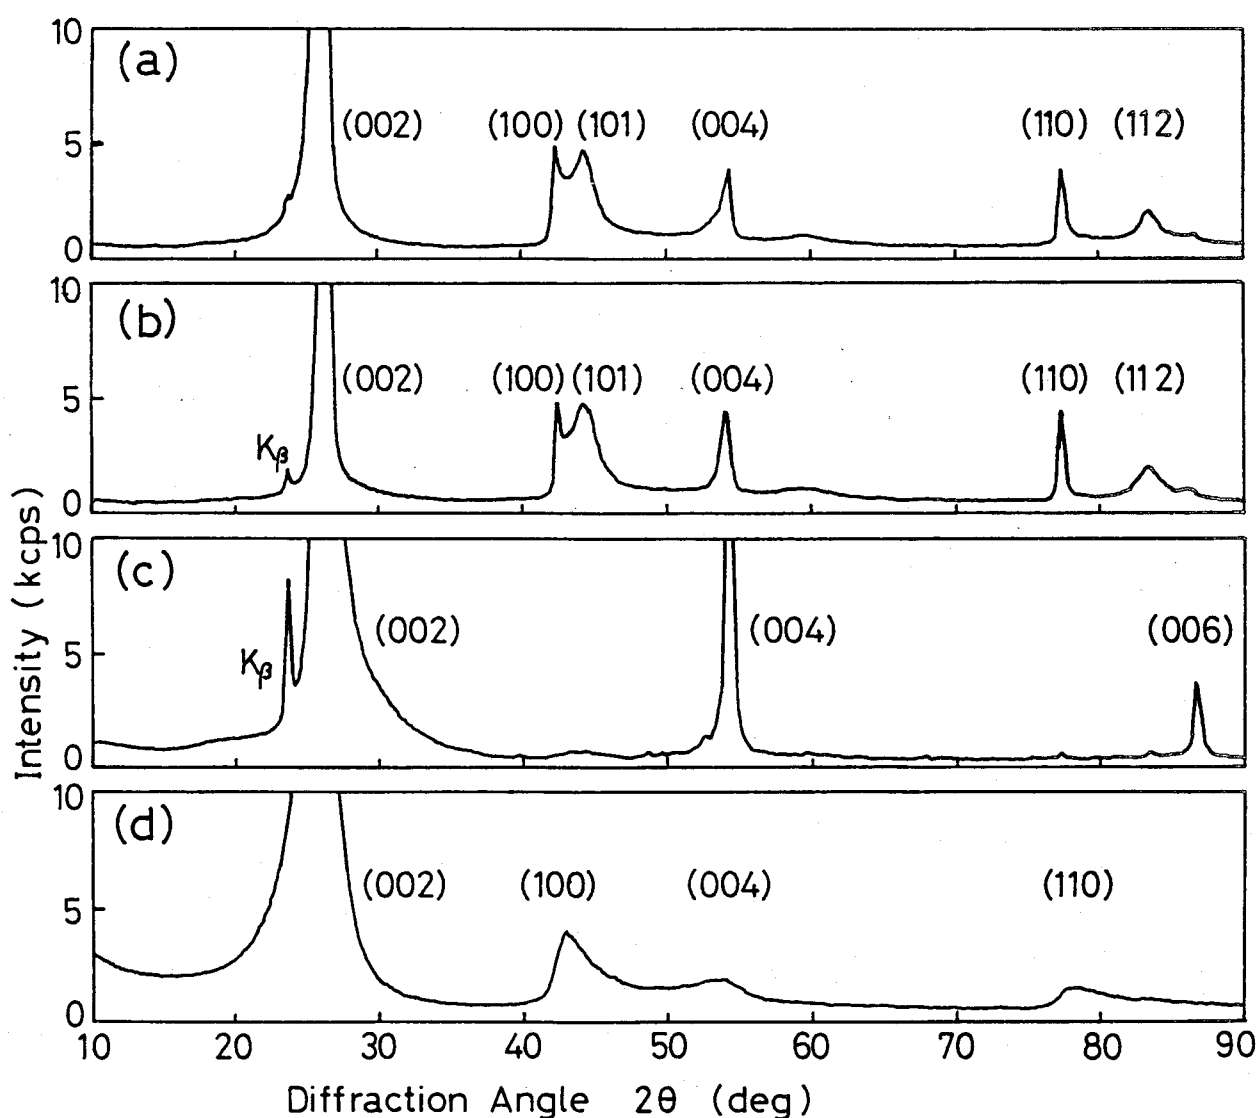 10
(a)
(002) (100) (101) (004) (110) (112)
5
0
10
(b)
(002) (100) (101) (004) (110) (112)
5
Kβ
0
10
(c)
(002) (004) (006)
5
Kβ
0
10
(d)
(002) (100) (004) (110)
5
0
10 20 30 40 50 60 70 80 90
Diffraction Angle 2θ (deg)
Intensity (kcps)